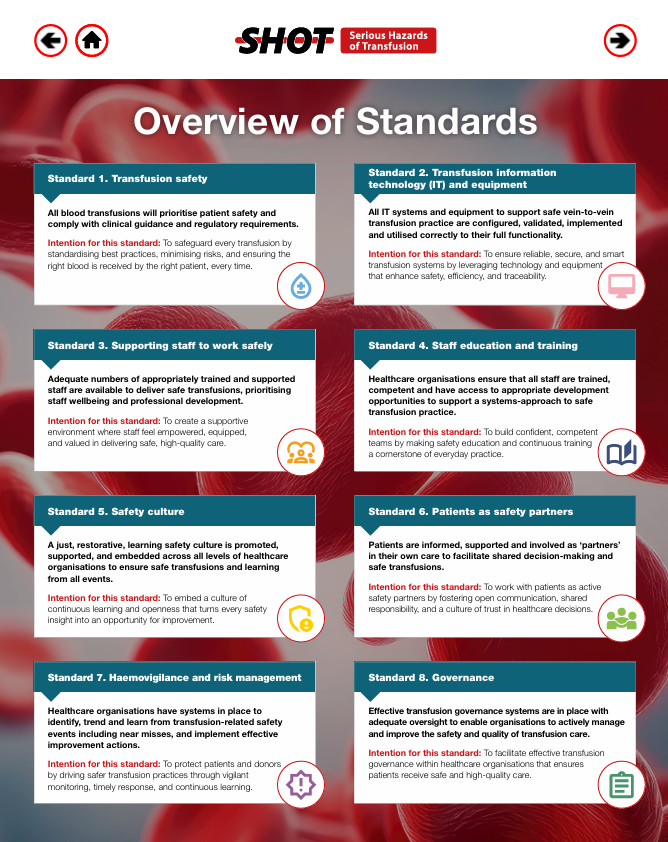 SHOT
Serious Hazards
of Transfusion
Overview of Standards
Standard 1. Transfusion safety
All blood transfusions will prioritise patient safety and
comply with clinical guidance and regulatory requirements.
Intention for this standard: To safeguard every transfusion by
standardising best practices, minimising risks, and ensuring the
right blood is received by the right patient, every time.
Standard 2. Transfusion information
technology (IT) and equipment
All IT systems and equipment to support safe vein-to-vein
transfusion practice are configured, validated, implemented
and utilised correctly to their full functionality.
Intention for this standard: To ensure reliable, secure, and smart
transfusion systems by leveraging technology and equipment
that enhance safety, efficiency, and traceability.
Standard 3. Supporting staff to work safely
Adequate numbers of appropriately trained and supported
staff are available to deliver safe transfusions, prioritising
staff wellbeing and professional development.
Intention for this standard: To create a supportive
environment where staff feel empowered, equipped,
and valued in delivering safe, high-quality care.
Standard 4. Staff education and training
Healthcare organisations ensure that all staff are trained,
competent and have access to appropriate development
opportunities to support a systems-approach to safe
transfusion practice.
Intention for this standard: To build confident, competent
teams by making safety education and continuous training
a cornerstone of everyday practice.
Standard 5. Safety culture
A just, restorative, learning safety culture is promoted,
supported, and embedded across all levels of healthcare
organisations to ensure safe transfusions and learning
from all events.
Intention for this standard: To embed a culture of
continuous learning and openness that turns every safety
insight into an opportunity for improvement.
Standard 6. Patients as safety partners
Patients are informed, supported and involved as ‘partners’
in their own care to facilitate shared decision-making and
safe transfusions.
Intention for this standard: To work with patients as active
safety partners by fostering open communication, shared
responsibility, and a culture of trust in healthcare decisions.
Standard 7. Haemovigilance and risk management
Healthcare organisations have systems in place to
identify, trend and learn from transfusion-related safety
events including near misses, and implement effective
improvement actions.
Intention for this standard: To protect patients and donors
by driving safer transfusion practices through vigilant
monitoring, timely response, and continuous learning.
Standard 8. Governance
Effective transfusion governance systems are in place with
adequate oversight to enable organisations to actively manage
and improve the safety and quality of transfusion care.
Intention for this standard: To facilitate effective transfusion
governance within healthcare organisations that ensures
patients receive safe and high-quality care.